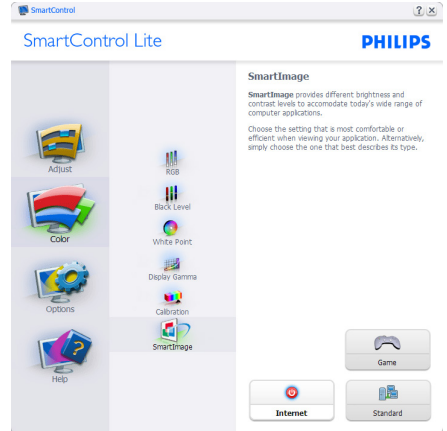 SmartControl
SmartControl Lite
PHILIPS
Adjust
Color
Options
Help
RGB
Black Level
White Point
Display Gamma
Calibration
SmartImage
SmartImage
SmartImage provides different brightness and
contrast levels to accomodate today's wide range of
computer applications.
Choose the setting that is most comfortable or
efficient when viewing your application. Alternatively,
simply choose the one that best describes its type.
Game
Internet
Standard